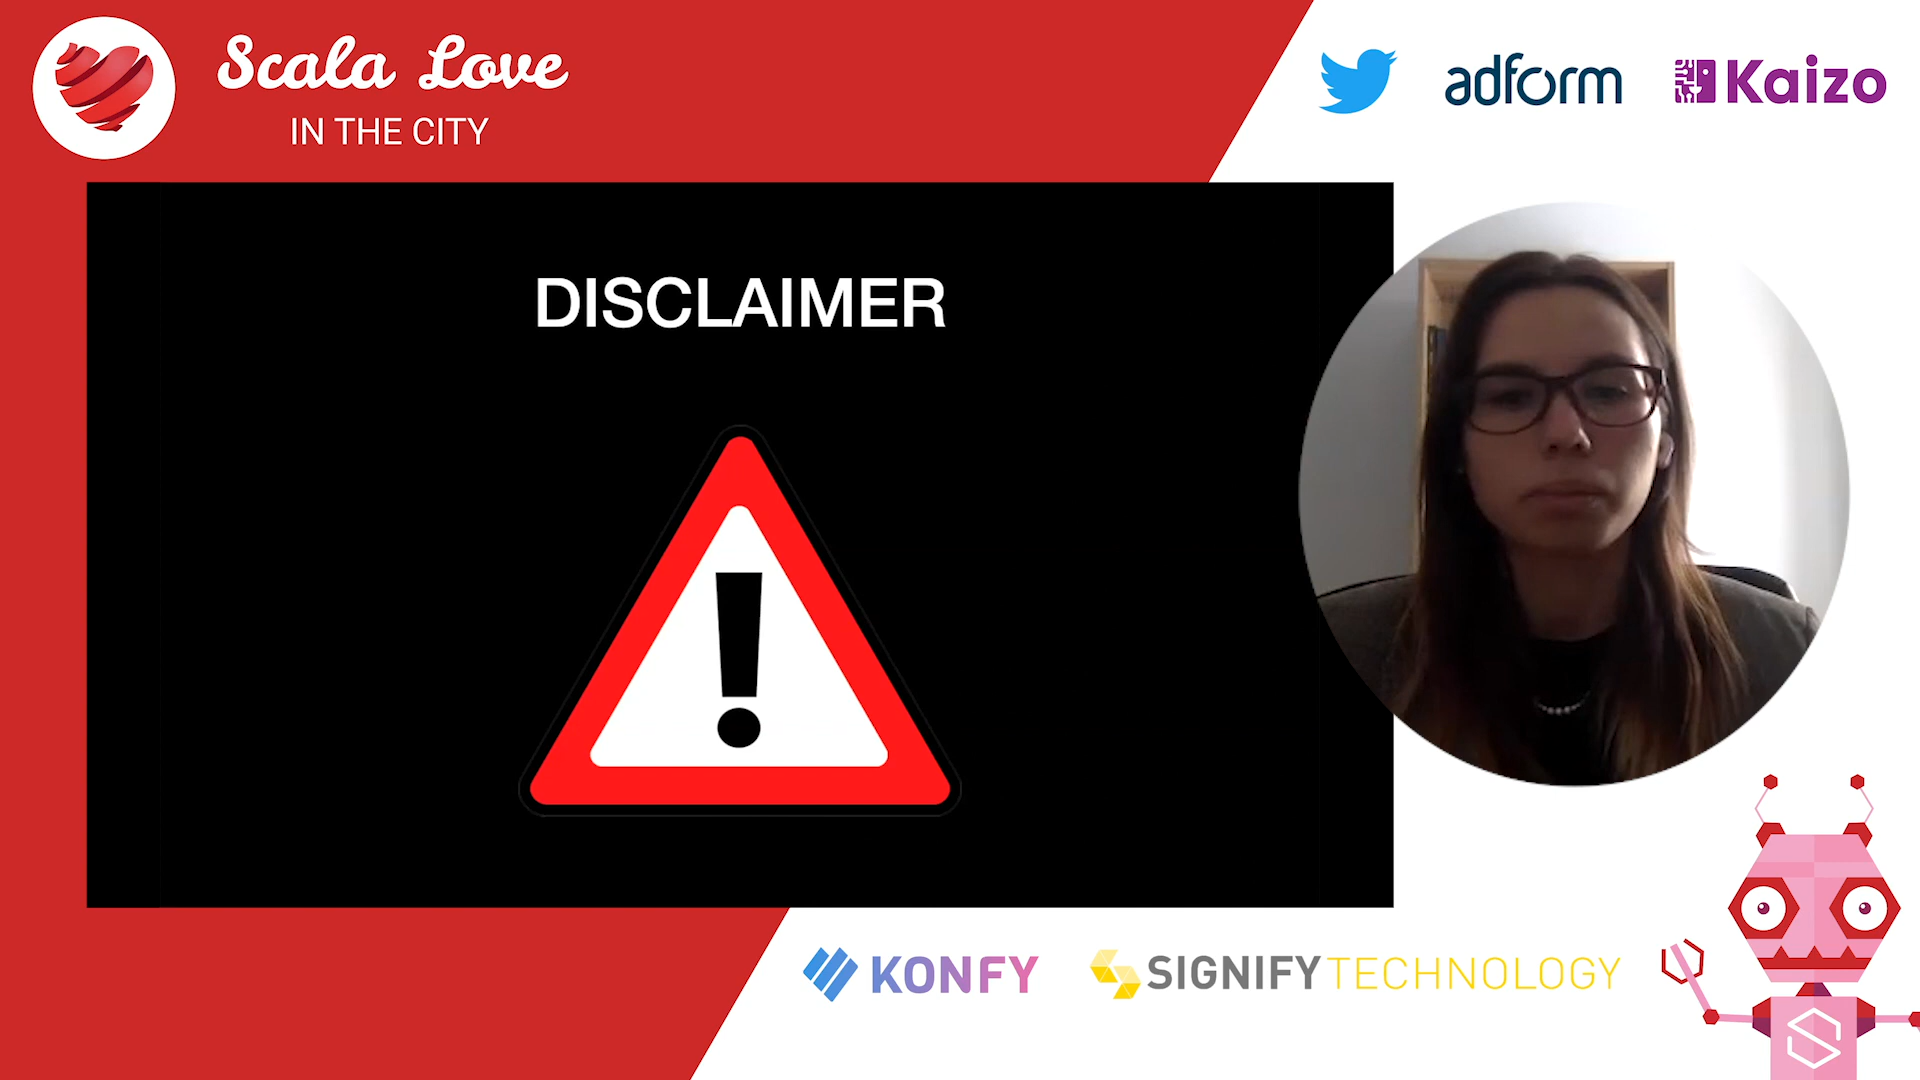 Scala Love
IN THE CITY
adform
Kaizo
DISCLAIMER
!
KONFY
SIGNIFY TECHNOLOGY